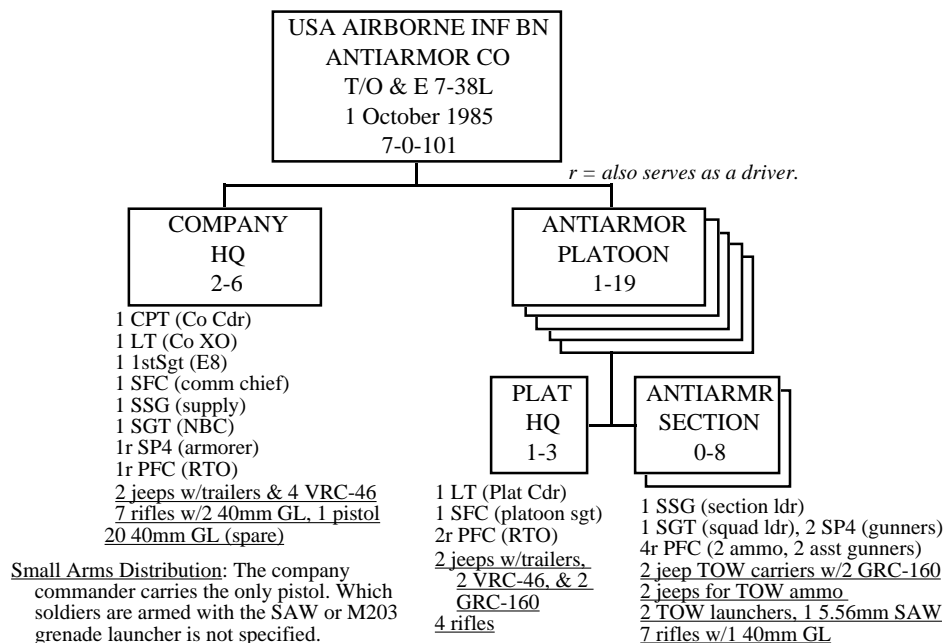 USA AIRBORNE INF BN
ANTIARMOR CO
T/O & E 7-38L
1 October 1985
7-0-101
r = also serves as a driver.
COMPANY
HQ
2-6
1 CPT (Co Cdr)
1 LT (Co XO)
1 1stSgt (E8)
1 SFC (comm chief)
1 SSG (supply)
1 SGT (NBC)
1r SP4 (armorer)
1r PFC (RTO)
2 jeeps w/trailers & 4 VRC-46
7 rifles w/2 40mm GL, 1 pistol
20 40mm GL (spare)
Small Arms Distribution: The company
commander carries the only pistol. Which
soldiers are armed with the SAW or M203
grenade launcher is not specified.
ANTIARMOR
PLATOON
1-19
PLAT
HQ
1-3
1 LT (Plat Cdr)
1 SFC (platoon sgt)
2r PFC (RTO)
2 jeeps w/trailers,
2 VRC-46, & 2
GRC-160
4 rifles
ANTIARMR
SECTION
0-8
1 SSG (section ldr)
1 SGT (squad ldr), 2 SP4 (gunners)
4r PFC (2 ammo, 2 asst gunners)
2 jeep TOW carriers w/2 GRC-160
2 jeeps for TOW ammo
2 TOW launchers, 1 5.56mm SAW
7 rifles w/1 40mm GL